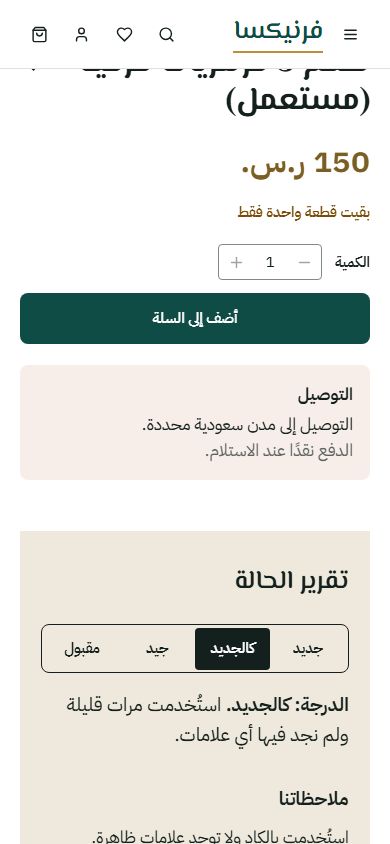 فرنيكسا
(مستعمل)
150 ر.س.
بقيت قطعة واحدة فقط
الكمية
1
أضف إلى السلة
التوصيل
التوصيل إلى مدن سعودية محددة.
الدفع نقدًا عند الاستلام.
تقرير الحالة
جديد كالجديد جيد مقبول
الدرجة: كالجديد. استُخدمت مرات قليلة
ولم نجد فيها أي علامات.
ملاحظاتنا
استُخدمت بالكاد ولا توجد علامات ظاهرة.